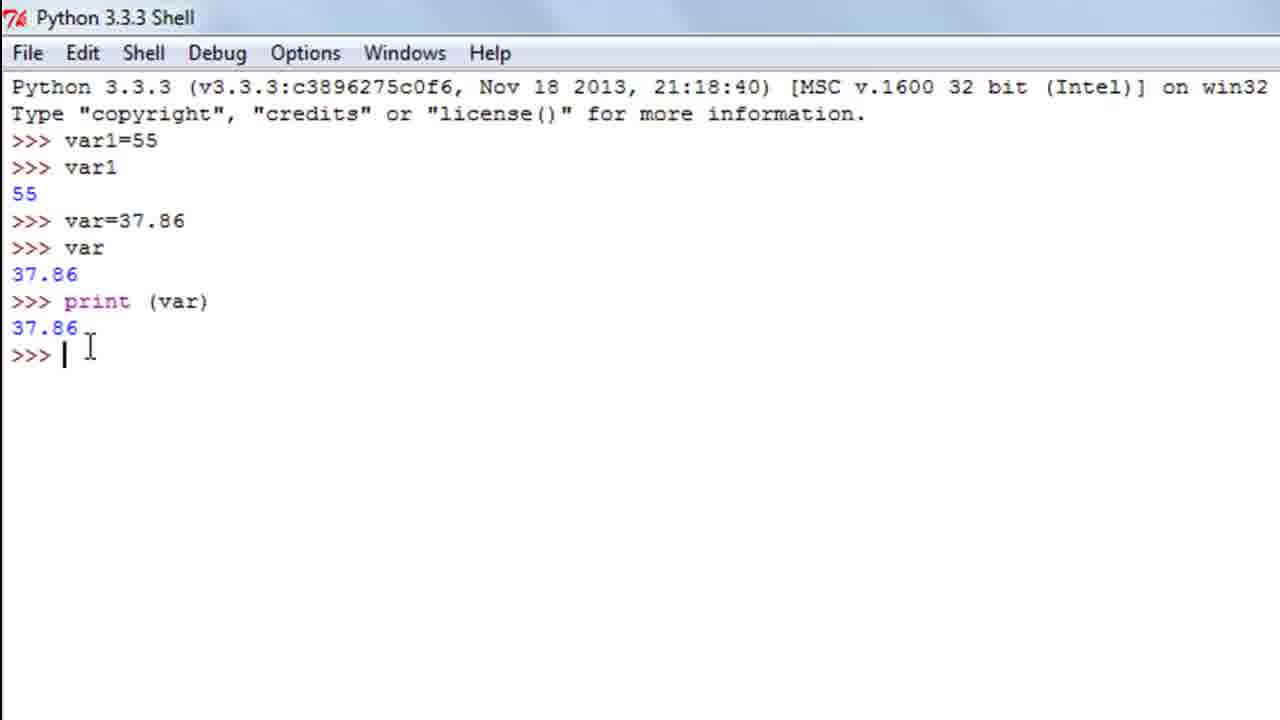 Python 3.3.3 Shell
File Edit Shell Debug Options Windows Help
Python 3.3.3 (v3.3.3:c3896275c0f6, Nov 18 2013, 21:18:40) [MSC v.1600 32 bit (Intel)] on win32
Type "copyright", "credits" or "license()" for more information.
>>> var1=55
>>> var1
55
>>> var=37.86
>>> var
37.86
>>> print (var)
37.86
>>>